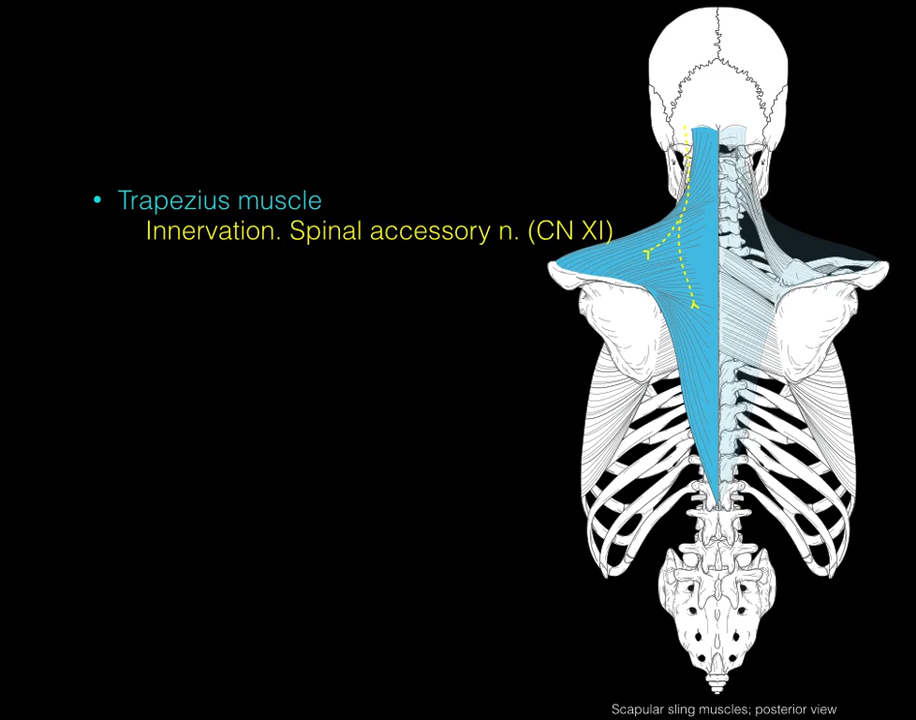 • Trapezius muscle
Innervation. Spinal accessory n. (CN XI)
Scapular sling muscles; posterior view